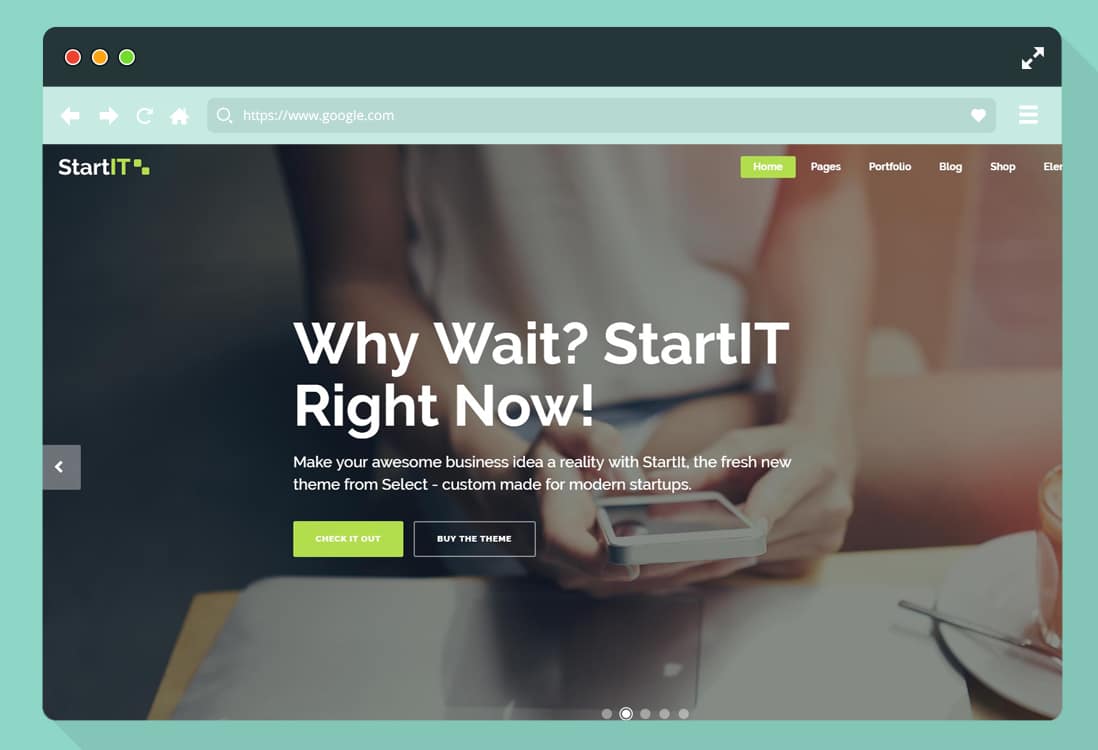 https://www.google.com
StartIT
Home Pages Portfolio Blog Shop Eler
Why Wait? StartIT
Right Now!
Make your awesome business idea a reality with StartIt, the fresh new
theme from Select - custom made for modern startups.
CHECK IT OUT BUY THE THEME